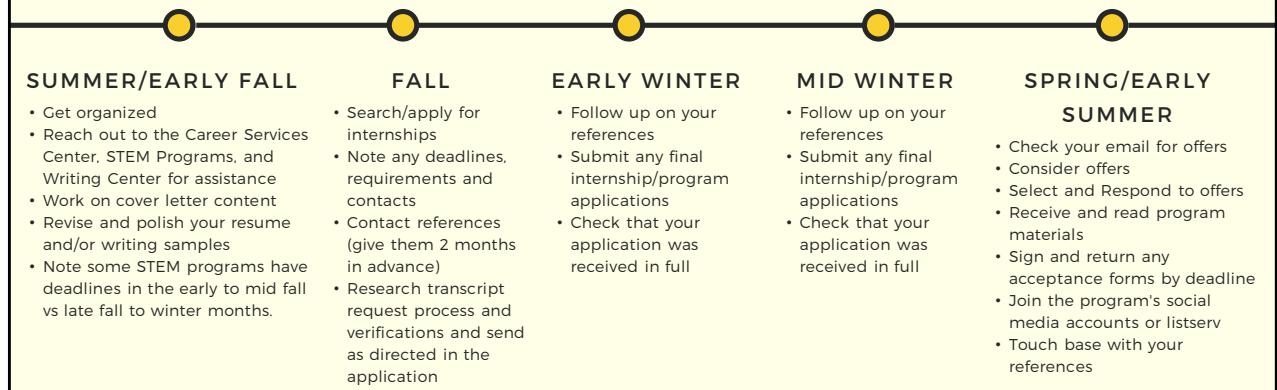 SUMMER/EARLY FALL
• Get organized
• Reach out to the Career Services
Center, STEM Programs, and
Writing Center for assistance
• Work on cover letter content
• Revise and polish your resume
and/or writing samples
• Note some STEM programs have
deadlines in the early to mid fall
vs late fall to winter months.
FALL
• Search/apply for
internships
• Note any deadlines,
requirements and
contacts
• Contact references
(give them 2 months
in advance)
• Research transcript
request process and
verifications and send
as directed in the
application
EARLY WINTER
• Follow up on your
references
• Submit any final
internship/program
applications
• Check that your
application was
received in full
MID WINTER
• Follow up on your
references
• Submit any final
internship/program
applications
• Check that your
application was
received in full
SPRING/EARLY
SUMMER
• Check your email for offers
• Consider offers
• Select and Respond to offers
• Receive and read program
materials
• Sign and return any
acceptance forms by deadline
• Join the program's social
media accounts or listserv
• Touch base with your
references